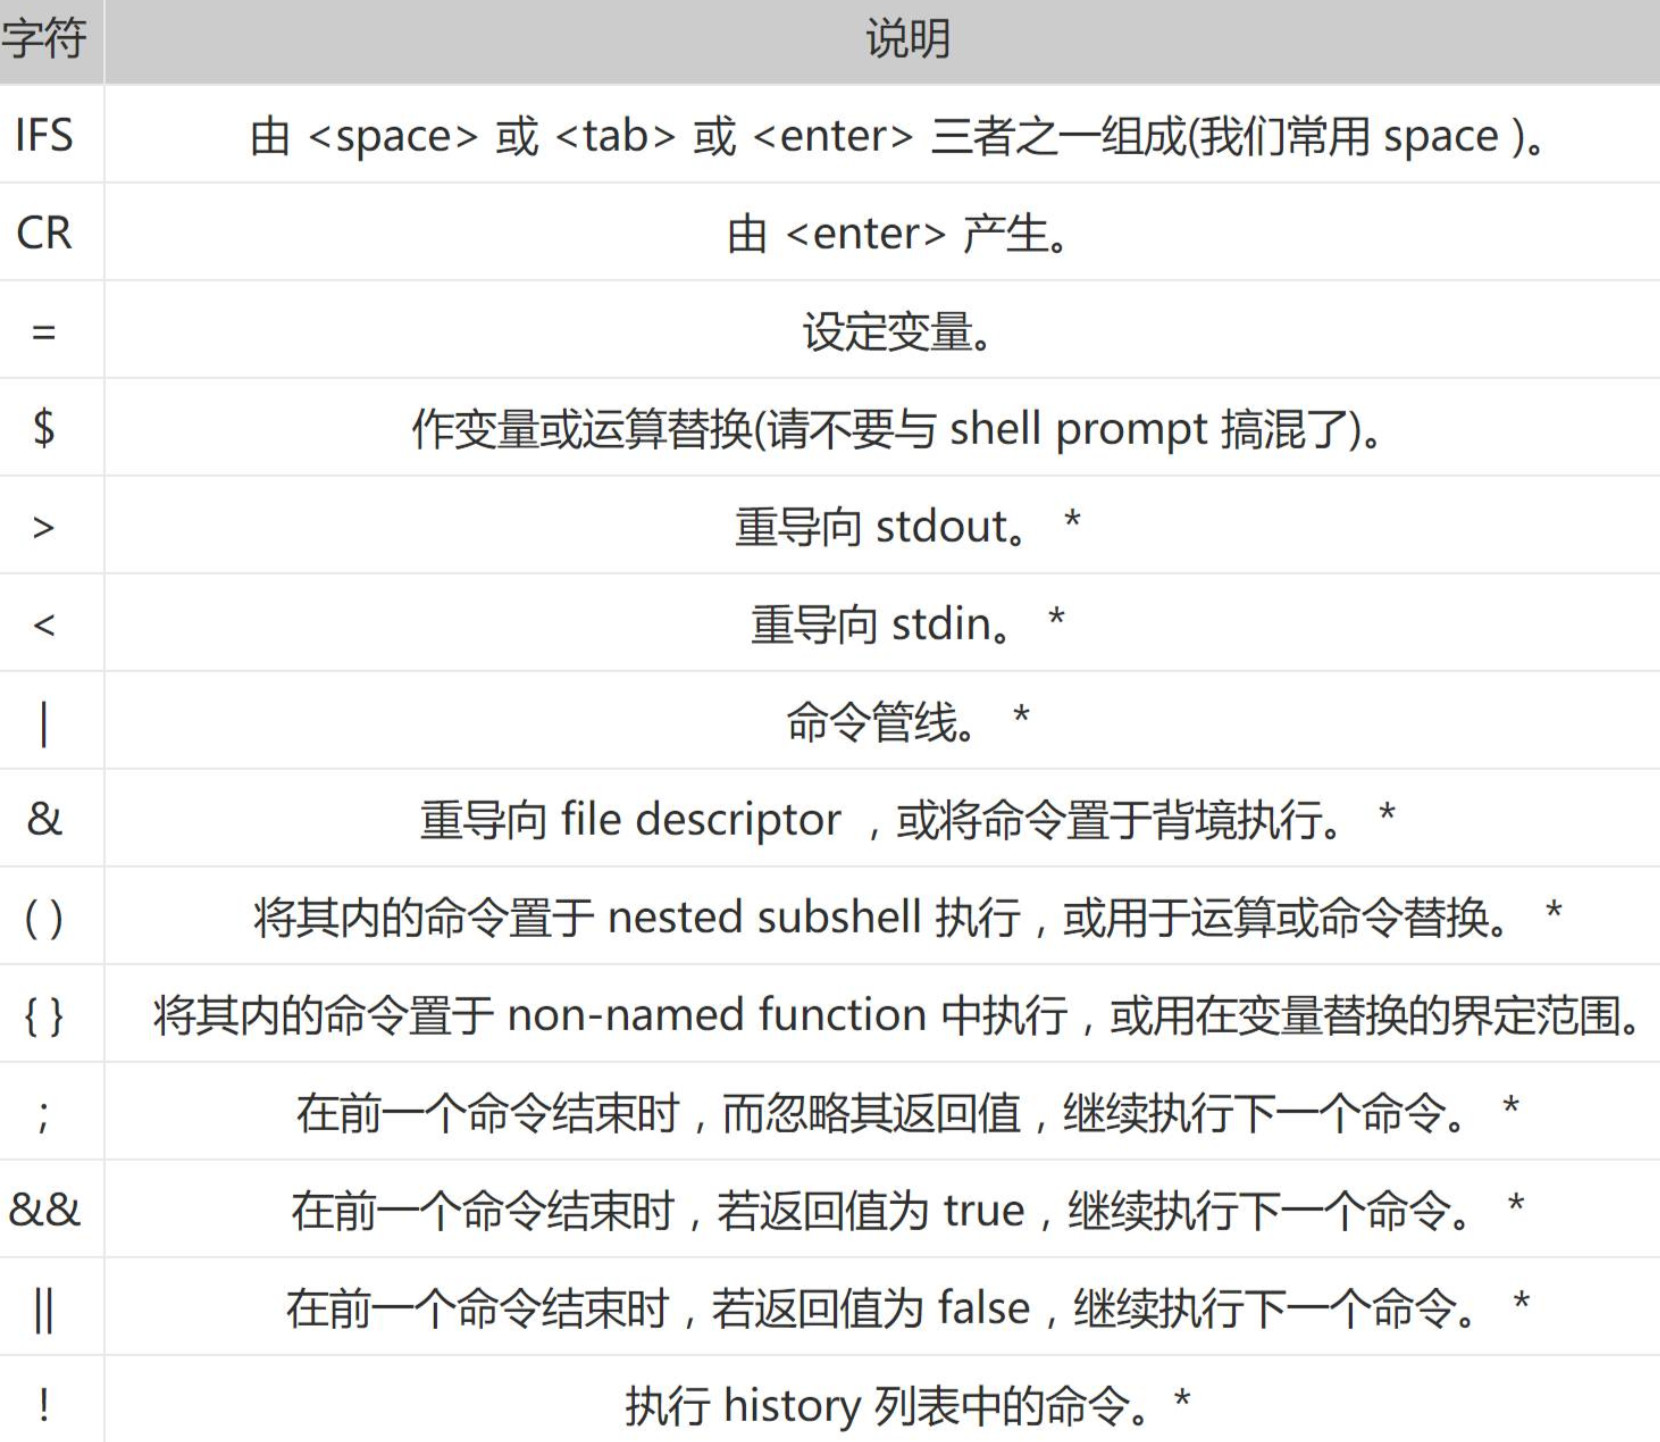 字符 说明
IFS 由 <space> 或 <tab> 或 <enter> 三者之一组成(我们常用 space )。
CR 由 <enter> 产生。
= 设定变量。
$ 作变量或运算替换(请不要与 shell prompt 搞混了)。
> 重导向 stdout。 *
< 重导向 stdin。 *
| 命令管线。 *
& 重导向 file descriptor ，或将命令置于背境执行。 *
( ) 将其内的命令置于 nested subshell 执行，或用于运算或命令替换。 *
{ } 将其内的命令置于 non-named function 中执行，或用在变量替换的界定范围。
; 在前一个命令结束时，而忽略其返回值，继续执行下一个命令。 *
&& 在前一个命令结束时，若返回值为 true，继续执行下一个命令。 *
|| 在前一个命令结束时，若返回值为 false，继续执行下一个命令。 *
! 执行 history 列表中的命令。*